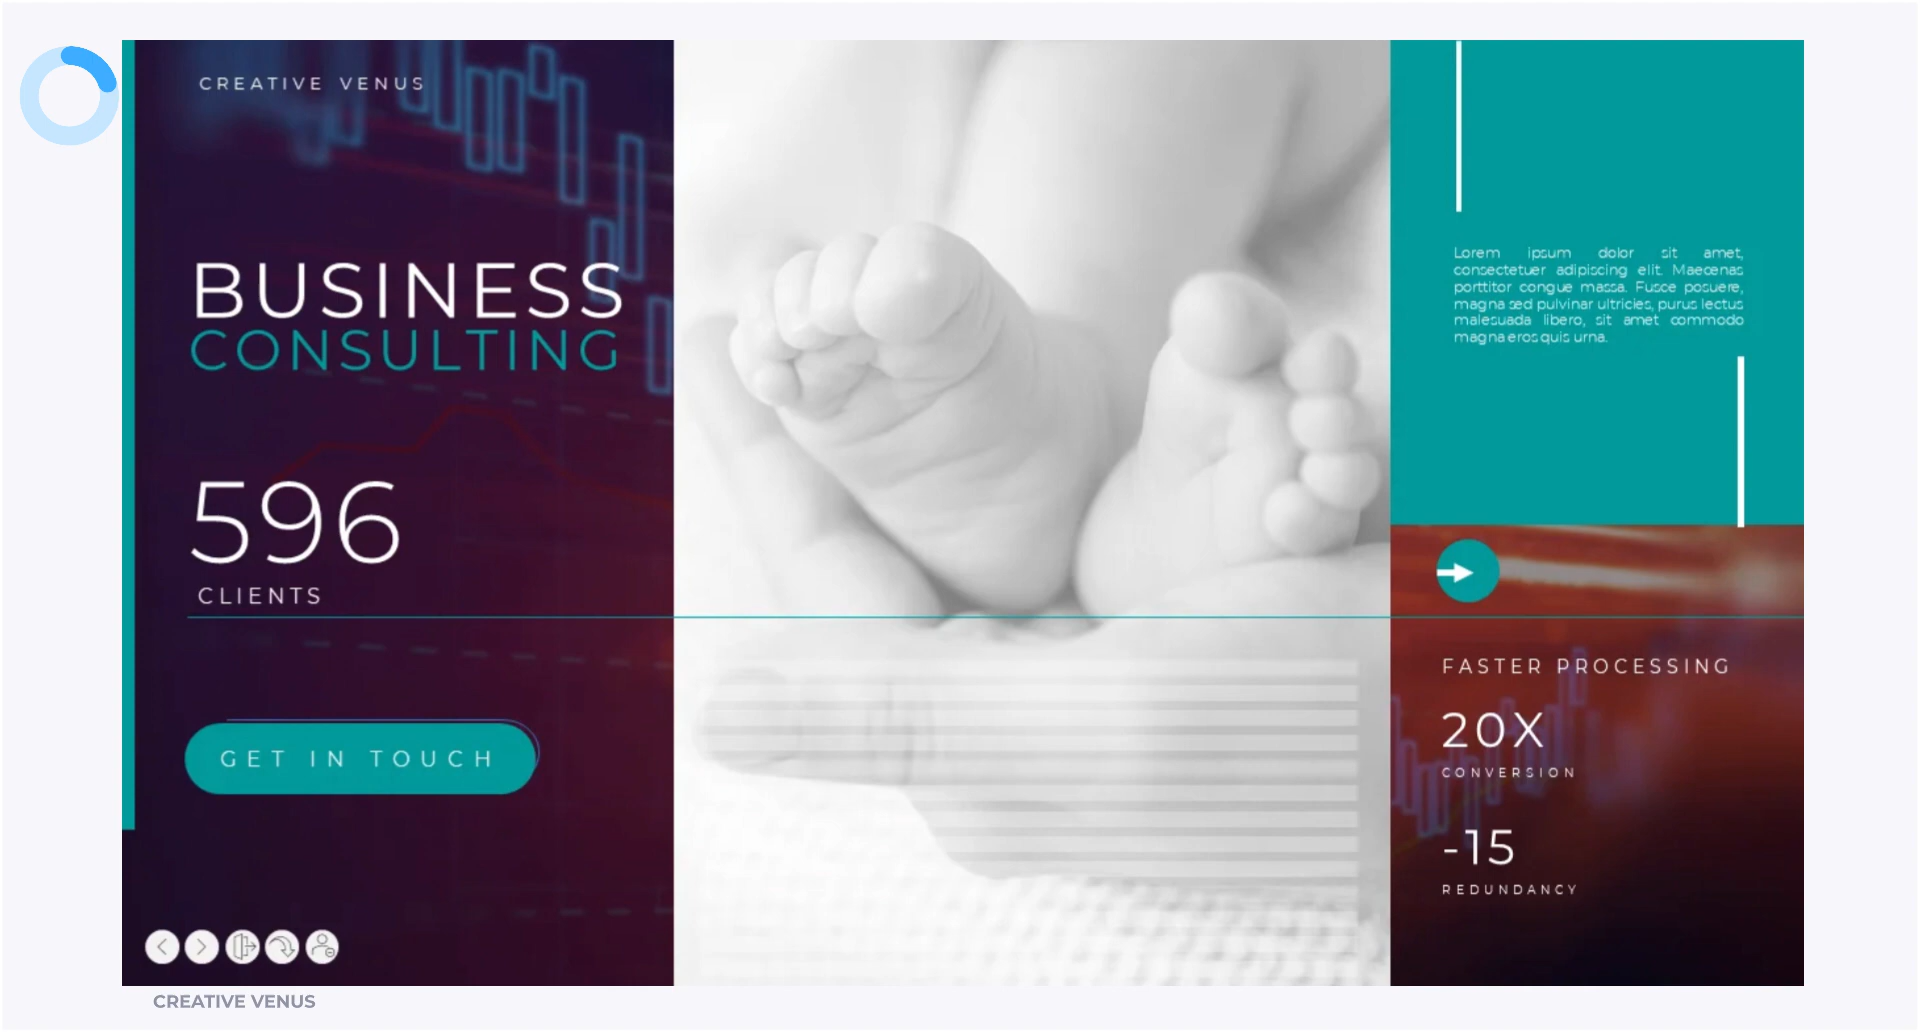 CREATIVE VENUS
BUSINESS
CONSULTING
596
CLIENTS
GET IN TOUCH
Lorem ipsum dolor sit amet,
consectetuer adipiscing elit. Maecenas
porttitor congue massa. Fusce posuere,
magna sed pulvinar ultricies, purus lectus
malesuada libero, sit amet commodo
magna eros quis urna.
FASTER PROCESSING
20X
CONVERSION
-15
REDUNDANCY
CREATIVE VENUS